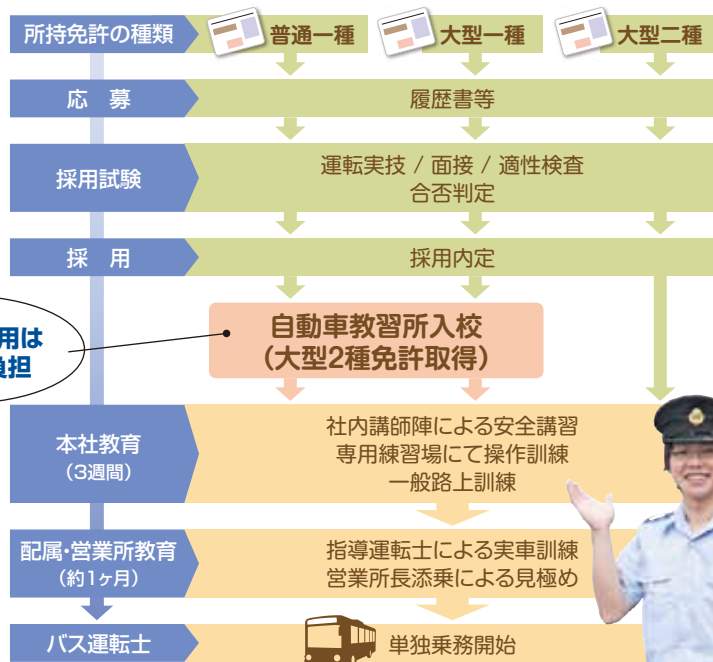 所持免許の種類
普通一種
大型一種
大型二種
応 募
履歴書等
採用試験
運転実技 / 面接 / 適性検査
合否判定
採 用
採用内定
用は
負担
自動車教習所入校
(大型2種免許取得)
本社教育
(3週間)
社内講師陣による安全講習
専用練習場にて操作訓練
一般路上訓練
配属・営業所教育
(約1ヶ月)
指導運転士による実車訓練
営業所長添乗による見極め
バス運転士
単独乗務開始